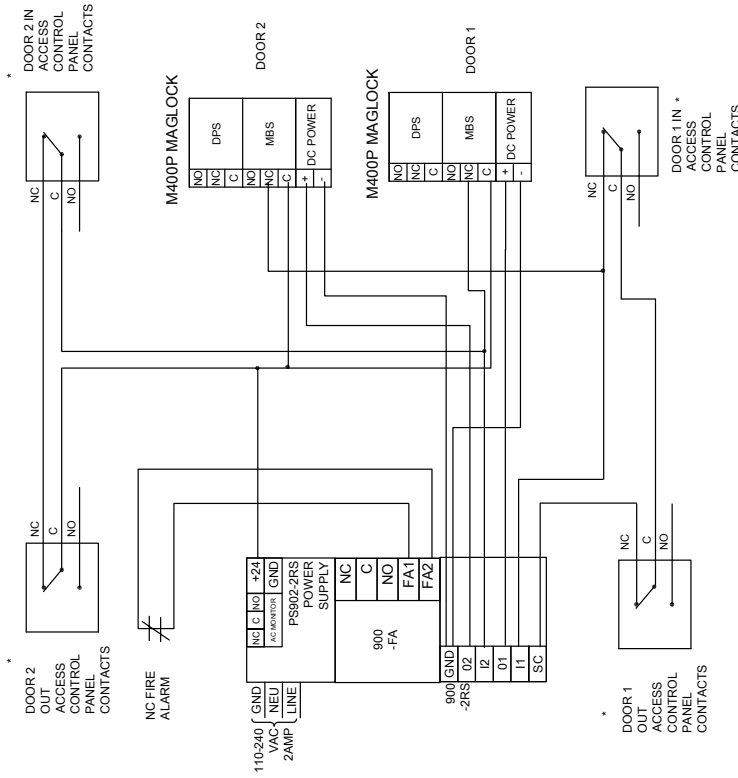 *
DOOR 2 IN
ACCESS
CONTROL
PANEL
CONTACTS
NC
C
NO
DOOR 2
M400P MAGLOCK
DPS
MBS
DC POWER
NO
NC
C
NO
NC
C
+
-
DOOR 1
M400P MAGLOCK
DPS
MBS
DC POWER
NO
NC
C
NO
NC
C
+
-
NC
C
NO
DOOR 1 IN *
ACCESS
CONTROL
PANEL
CONTACTS
*
DOOR 2
OUT
ACCESS
CONTROL
PANEL
CONTACTS
NC
C
NO
NC FIRE
ALARM
110-240
VAC
2AMP
GND
NEU
LINE
NC C NO +24
AC MONITOR GND
PS902-2RS
POWER
SUPPLY
900
-FA
NC
C
NO
FA1
FA2
900
-2RS
GND
02
I2
01
I1
SC
NC
C
NO
*
DOOR 1
OUT
ACCESS
CONTROL
PANEL
CONTACTS